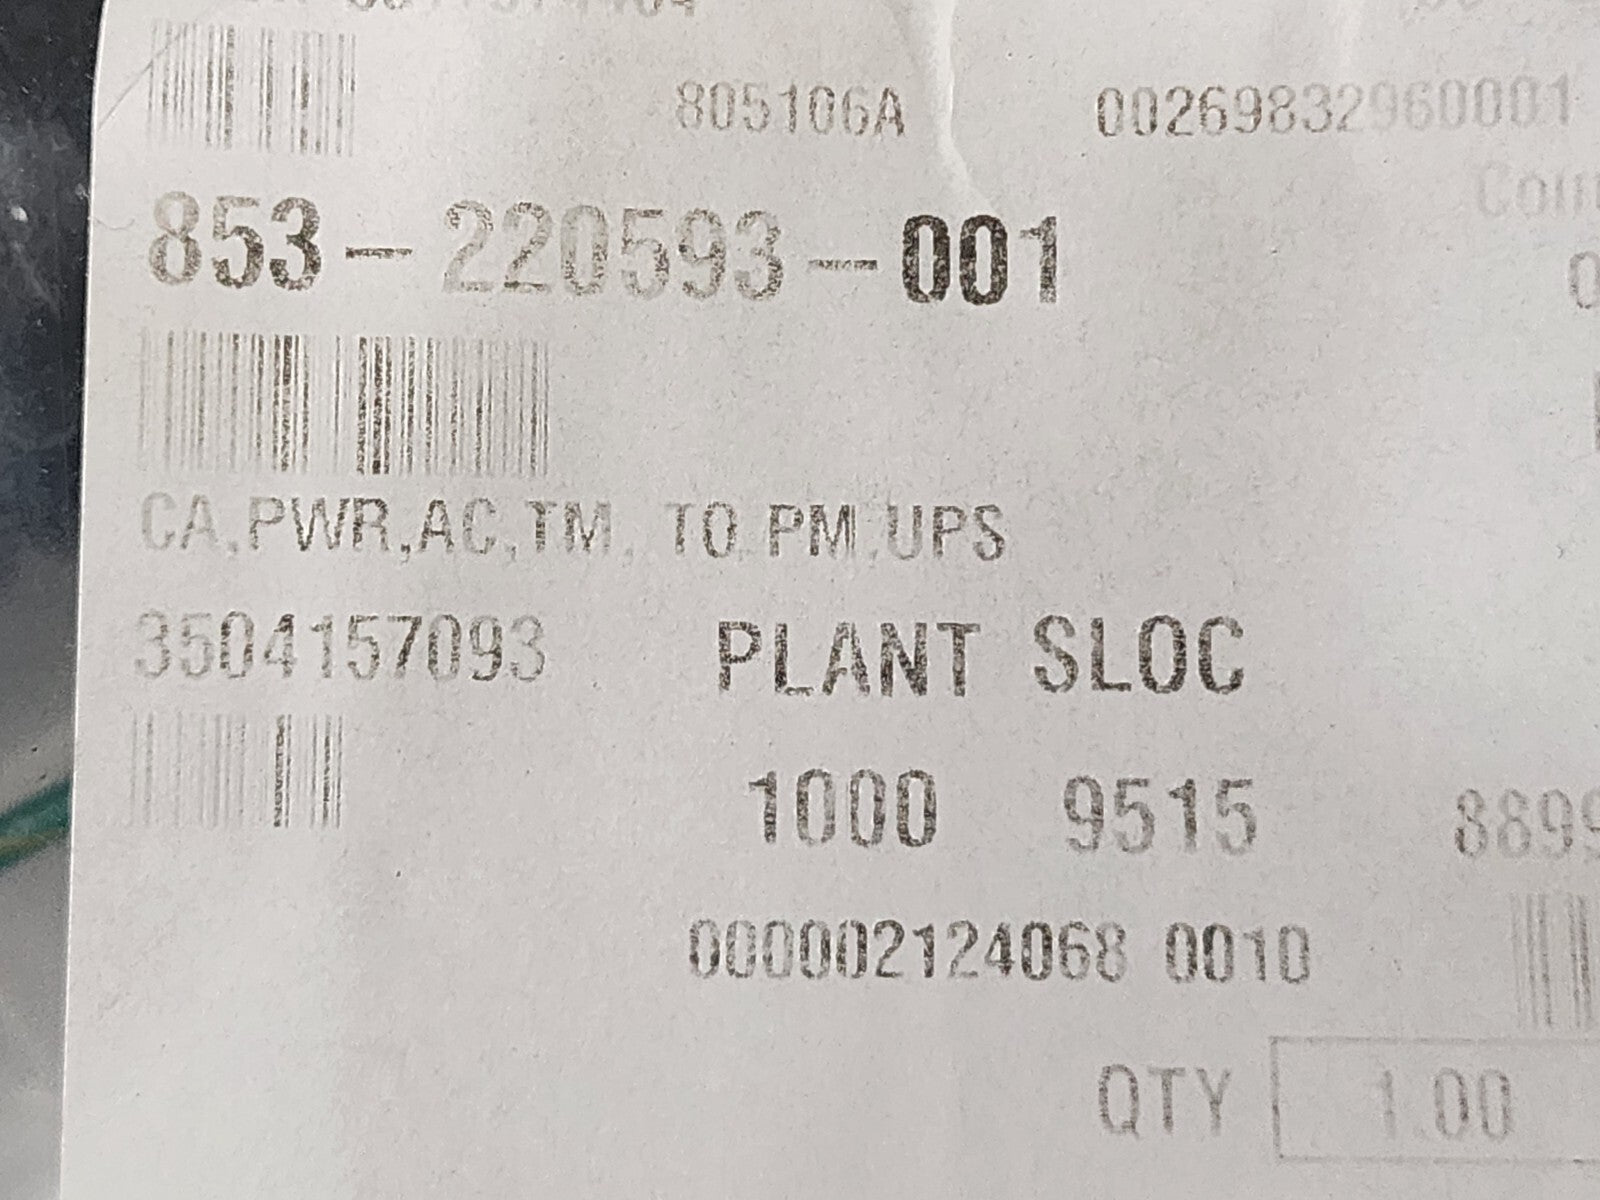 805106A 00269832960001
853-220593-001
CA,PWR,AC,TM, TO PM,UPS
3504157093 PLANT SLOC
1000 9515
000002124068 0010
QTY 1.00